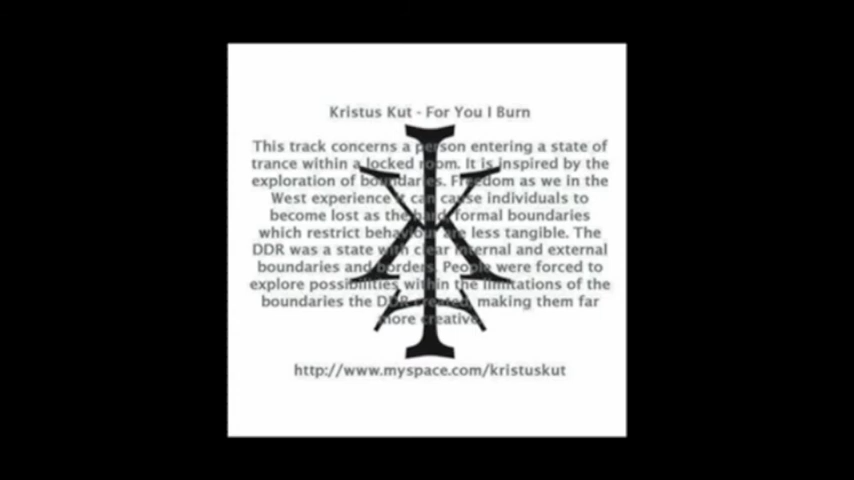 Kristus Kut - For You I Burn
This track concerns a person entering a state of
trance within a locked room. It is inspired by the
exploration of boundaries. Freedom as we in the
West experience it can cause individuals to
become lost as the hard, formal boundaries
which restrict behaviour are less tangible. The
DDR was a state with clear internal and external
boundaries and borders. People were forced to
explore possibilities within the limitations of the
boundaries the DDR created, making them far
more creative.
http://www.myspace.com/kristuskut